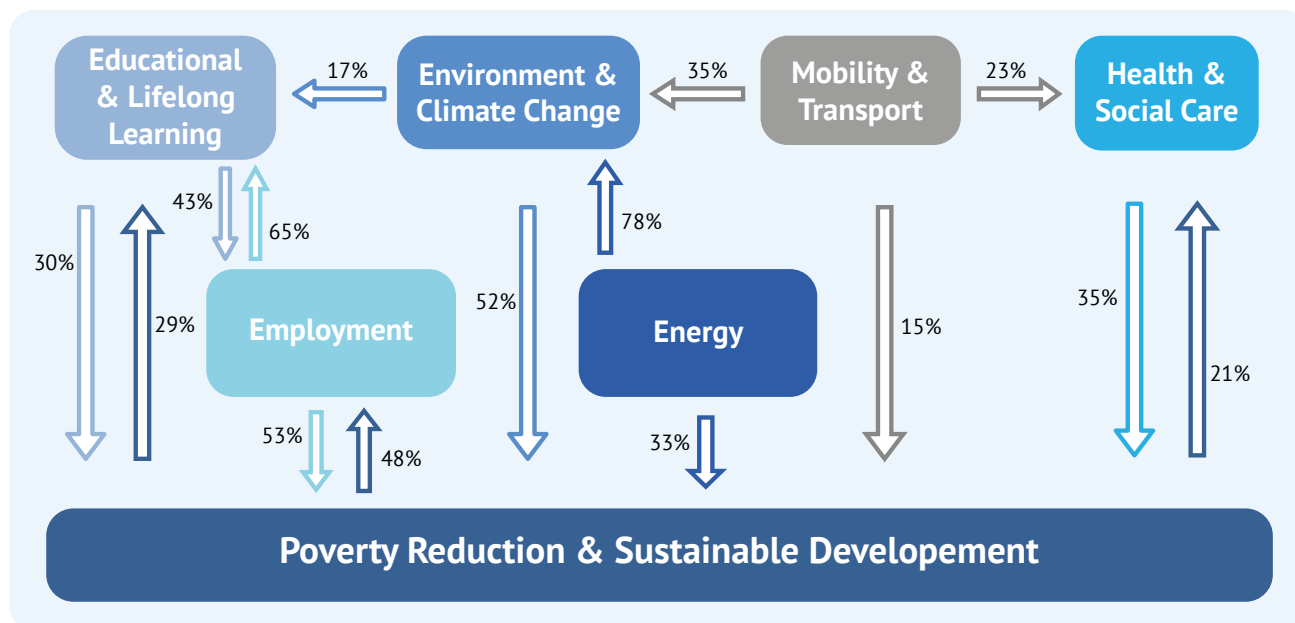 Educational
& Lifelong
Learning
17%
Environment &
Climate Change
35%
Mobility &
Transport
23%
Health &
Social Care
43%
65%
30%
29%
Employment
52%
78%
Energy
15%
35%
21%
53%
48%
33%
Poverty Reduction & Sustainable Developement